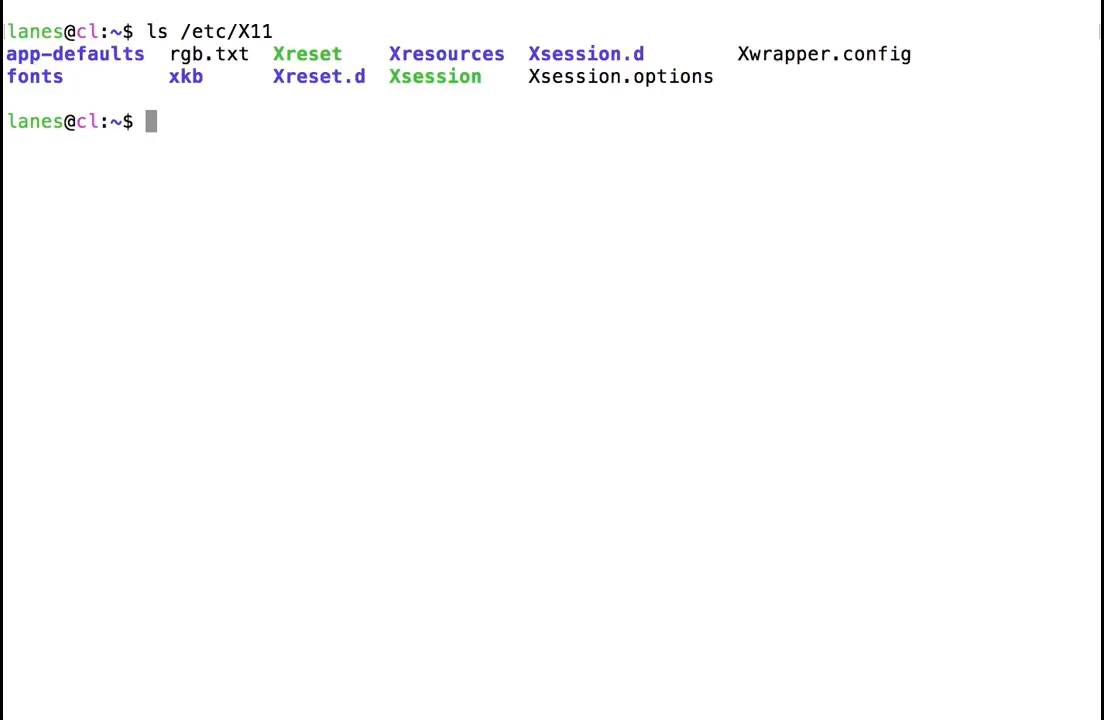 lanes@cl:~$ ls /etc/X11
app-defaults  rgb.txt  Xreset    Xresources  Xsession.d        Xwrapper.config
fonts         xkb      Xreset.d  Xsession    Xsession.options
lanes@cl:~$